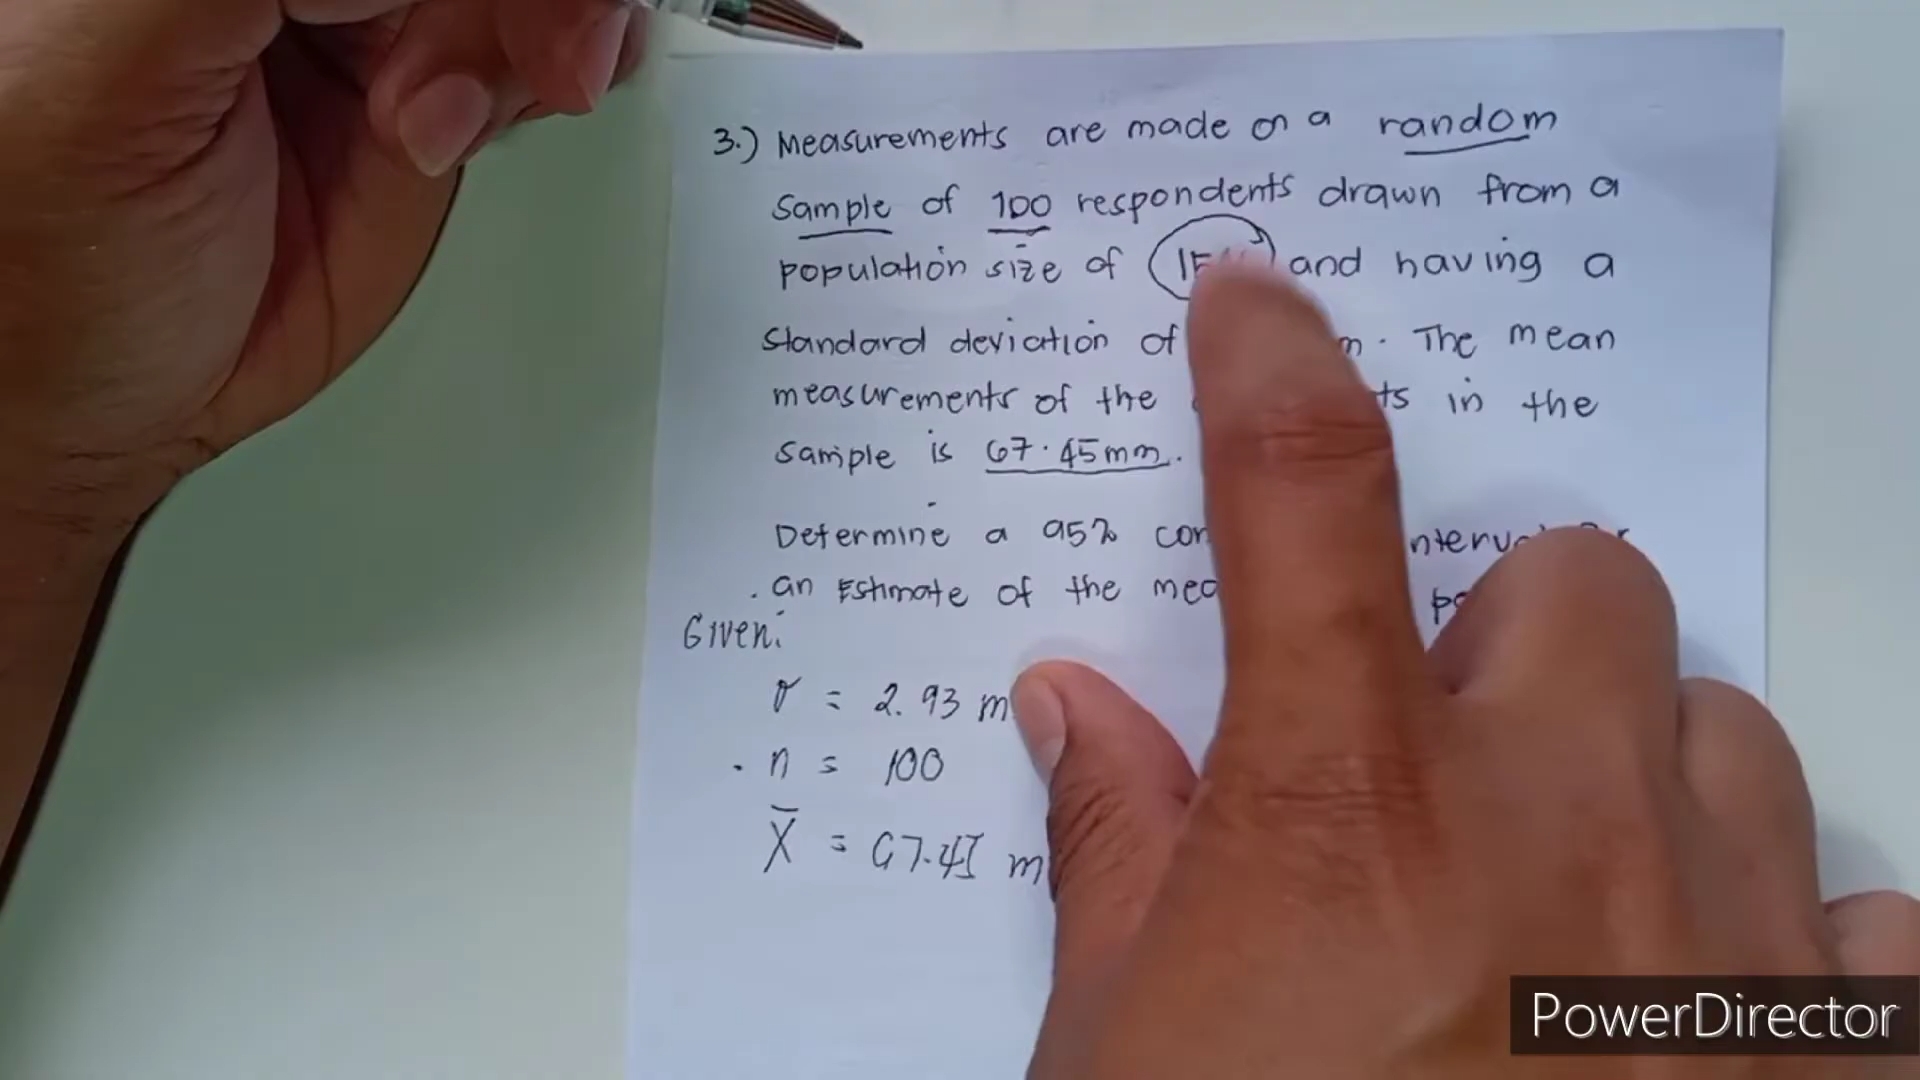 3.) Measurements are made on a random
Sample of 100 respondents drawn from a
population size of and having a
Standard deviation of The mean
measurements of the in the
sample is 67.45mm.
Determine a 95%
an Estimate of the
Given:
σ = 2.93
n = 100
X̄ = 67.45
PowerDirector